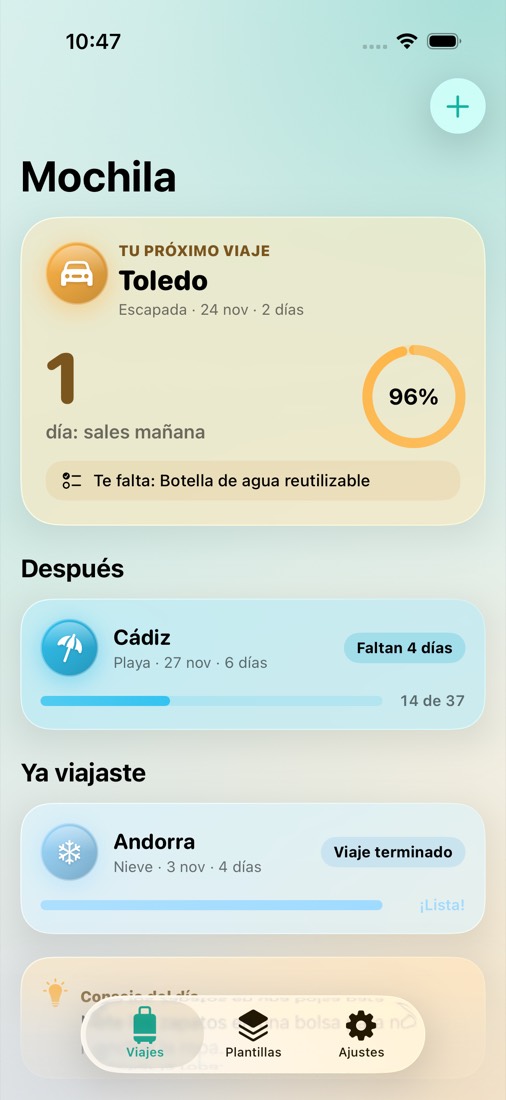 10:47
Mochila
TU PRÓXIMO VIAJE
Toledo
Escapada · 24 nov · 2 días
1
día: sales mañana
96%
Te falta: Botella de agua reutilizable
Después
Cádiz
Playa · 27 nov · 6 días
Faltan 4 días
14 de 37
Ya viajaste
Andorra
Nieve · 3 nov · 4 días
Viaje terminado
¡Lista!
Consejo del día
bolsa
Viajes
Plantillas
Ajustes